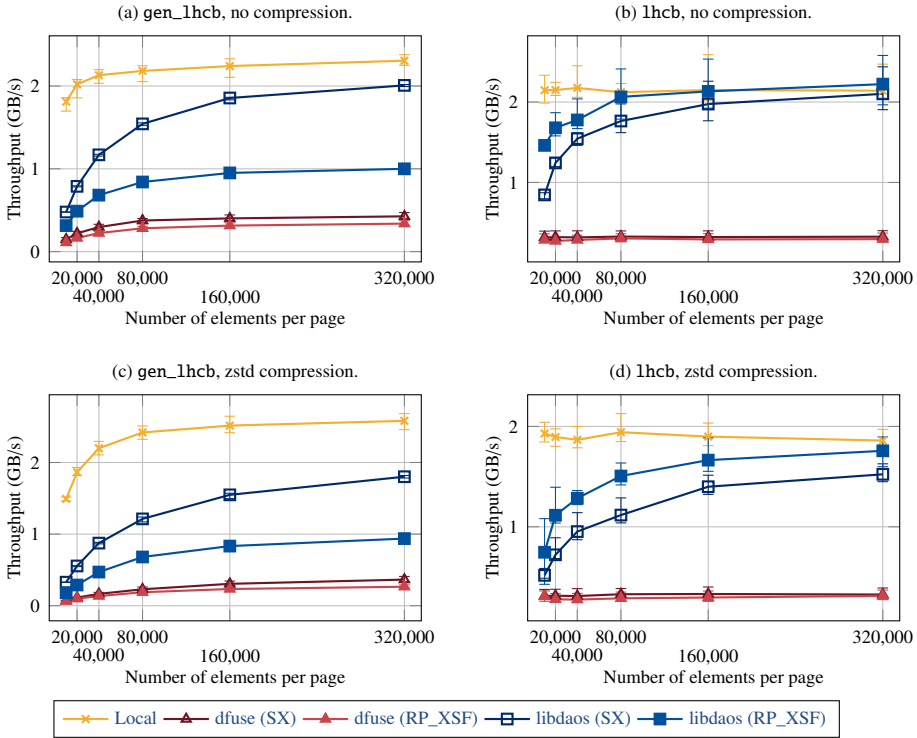 (a) gen_lhcb, no compression.
Throughput (GB/s)
2
1
0
20,000 80,000 320,000
40,000 160,000
Number of elements per page
(b) lhcb, no compression.
Throughput (GB/s)
2
1
20,000 80,000 320,000
40,000 160,000
Number of elements per page
(c) gen_lhcb, zstd compression.
Throughput (GB/s)
2
1
0
20,000 80,000 320,000
40,000 160,000
Number of elements per page
(d) lhcb, zstd compression.
Throughput (GB/s)
2
1
20,000 80,000 320,000
40,000 160,000
Number of elements per page
Local dfuse (SX) dfuse (RP_XSF) libdaos (SX) libdaos (RP_XSF)